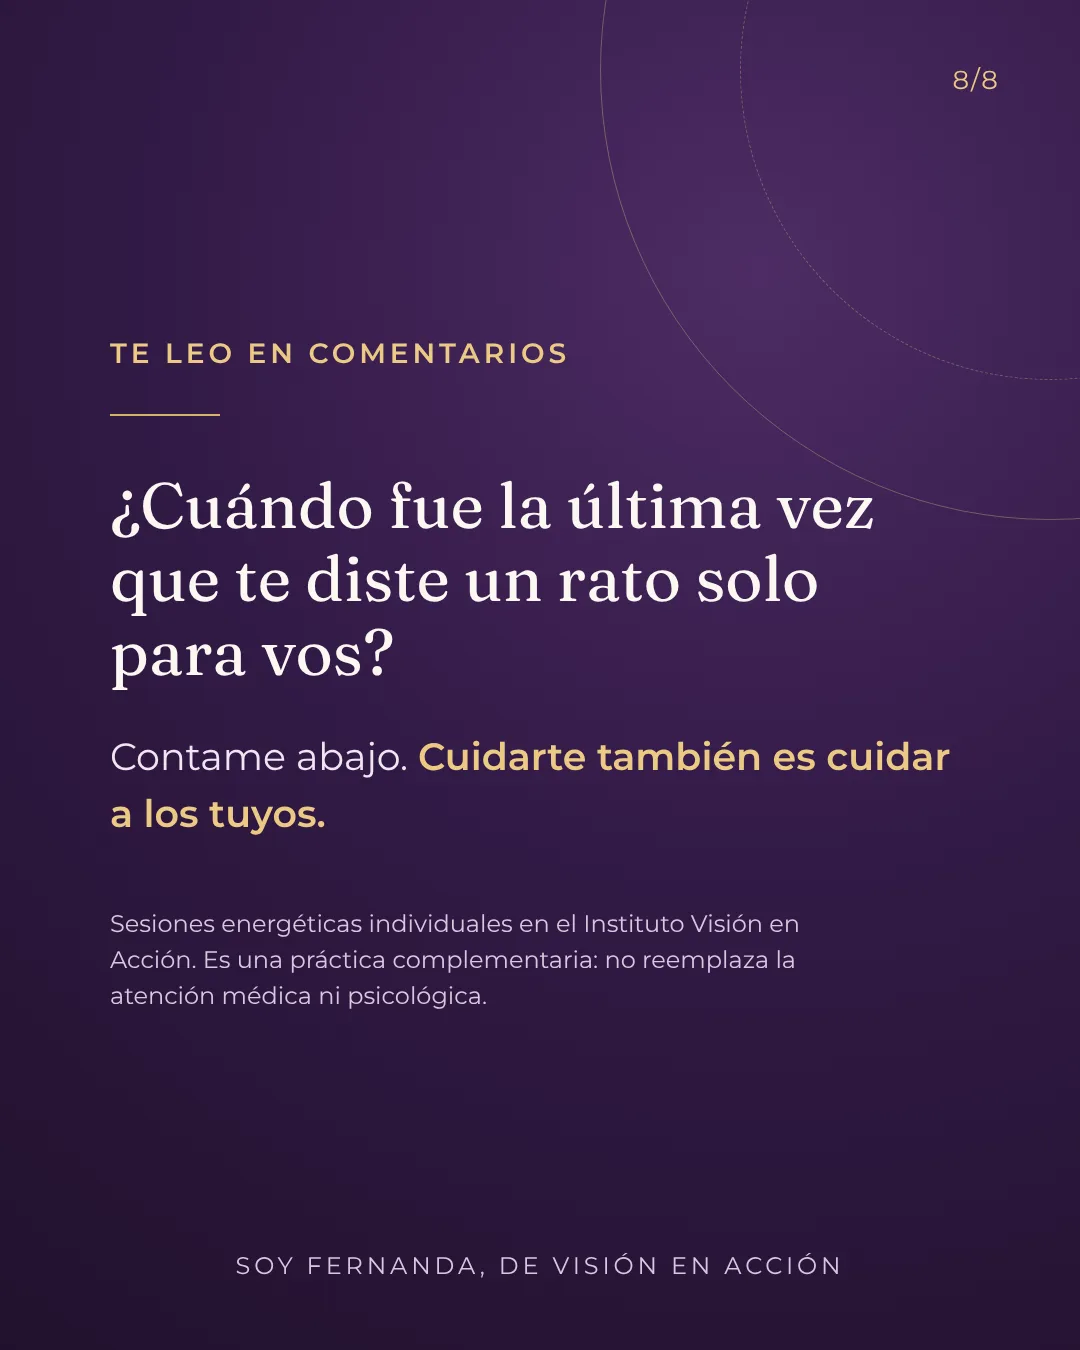 8/8
TE LEO EN COMENTARIOS
¿Cuándo fue la última vez
que te diste un rato solo
para vos?
Contame abajo. Cuidarte también es cuidar
a los tuyos.
Sesiones energéticas individuales en el Instituto Visión en
Acción. Es una práctica complementaria: no reemplaza la
atención médica ni psicológica.
SOY FERNANDA, DE VISIÓN EN ACCIÓN